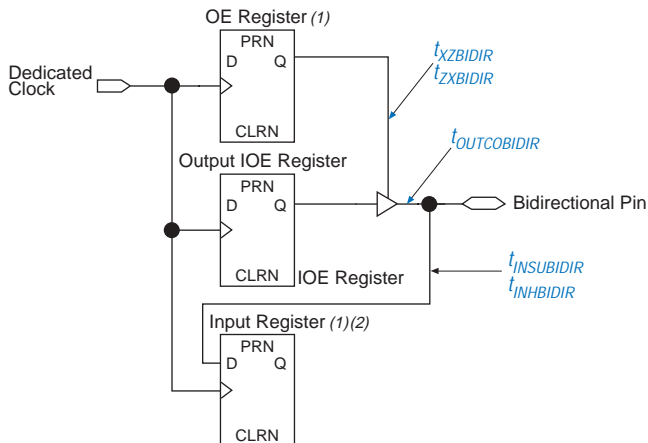 OE Register (1)
PRN
D Q
CLRN
Dedicated
Clock
tXZBIDIR
tZXBIDIR
tOUTCOBIDIR
Output IOE Register
PRN
D Q
CLRN
Bidirectional Pin
IOE Register
tINSUBIDIR
tINHBIDIR
Input Register (1)(2)
PRN
D Q
CLRN